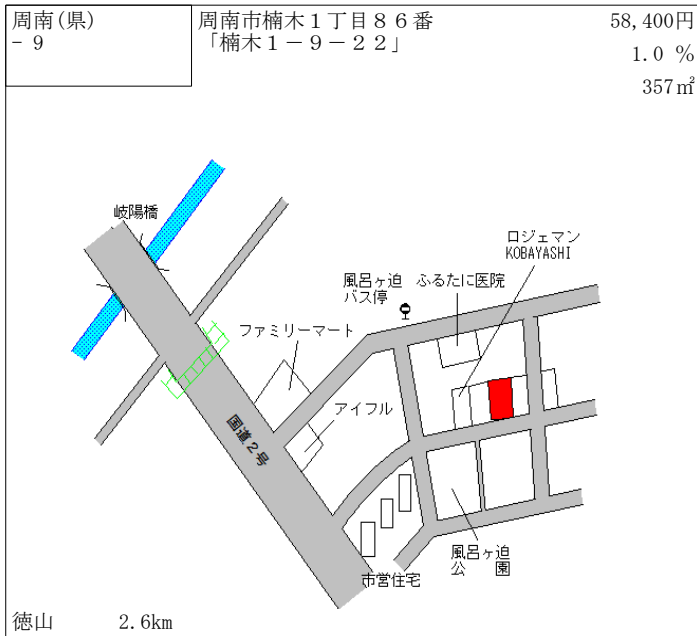 周南(県)
- 9
周南市楠木１丁目８６番
「楠木１－９－２２」
58,400円
1.0 %
357㎡
岐陽橋
ロジェマン
KOBAYASHI
風呂ヶ迫
バス停
ふるたに医院
ファミリーマート
アイフル
国道２号
風呂ヶ迫
公　園
市営住宅
徳山 2.6km